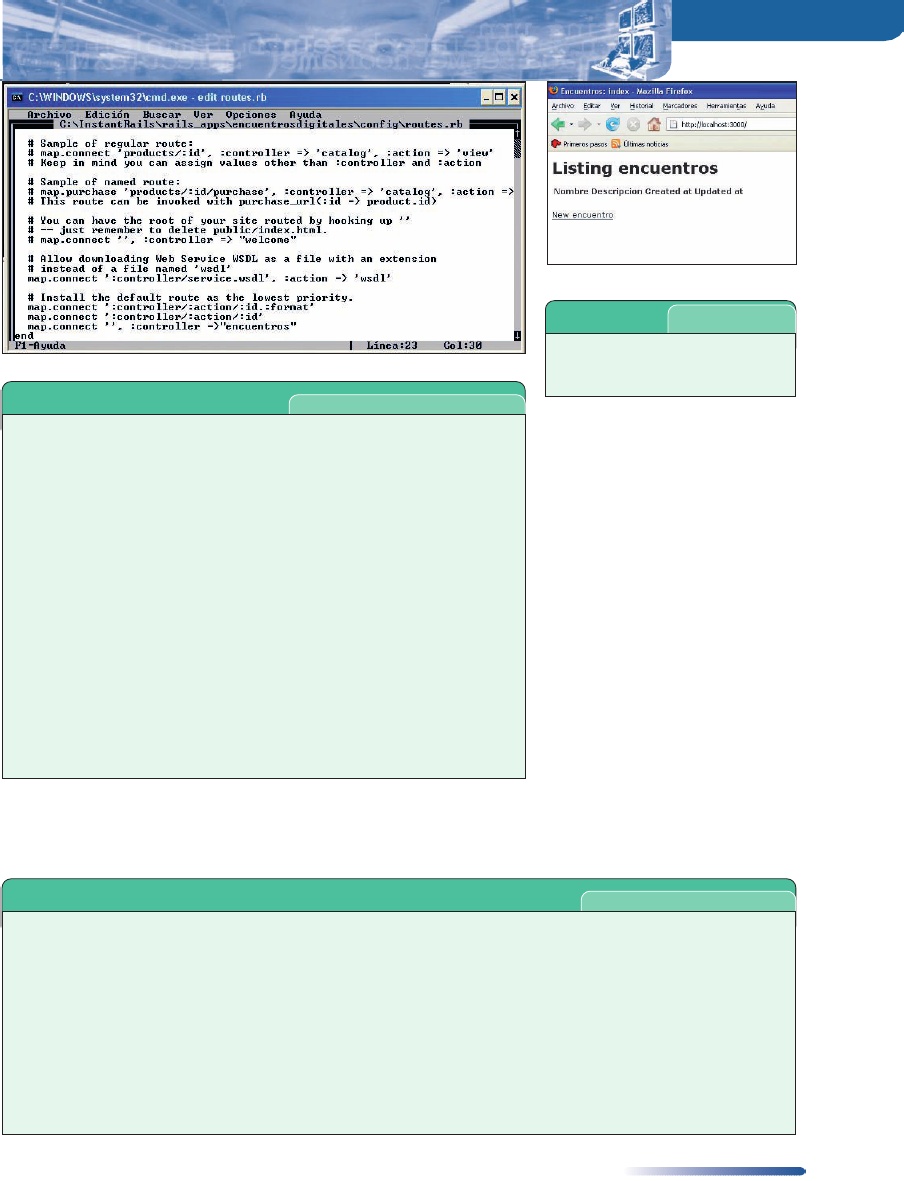 C:\WINDOWS\system32\cmd.exe - edit routes.rb
Archivo Edición Buscar Ver Opciones Ayuda
C:\InstantRails\rails_apps\encuentrosdigitales\config\routes.rb
# Sample of regular route:
# map.connect 'products/:id', :controller => 'catalog', :action => 'view'
# Keep in mind you can assign values other than :controller and :action
# Sample of named route:
# map.purchase 'products/:id/purchase', :controller => 'catalog', :action =>
# This route can be invoked with purchase_url(:id => product.id)
# You can have the root of your site routed by hooking up ''
# -- just remember to delete public/index.html.
# map.connect '', :controller => "welcome"
# Allow downloading Web Service WSDL as a file with an extension
# instead of a file named 'wsdl'
map.connect ':controller/service.wsdl', :action => 'wsdl'
# Install the default route as the lowest priority.
map.connect ':controller/:action/:id.:format'
map.connect ':controller/:action/:id'
map.connect '', :controller =>"encuentros"
end
F1=Ayuda | Línea:23 Col:30
Encuentros: index - Mozilla Firefox
Archivo Editar Ver Historial Marcadores Herramientas Ayuda
http://localhost:3000/
Primeros pasos Últimas noticias
Listing encuentros
Nombre Descripcion Created at Updated at
New encuentro